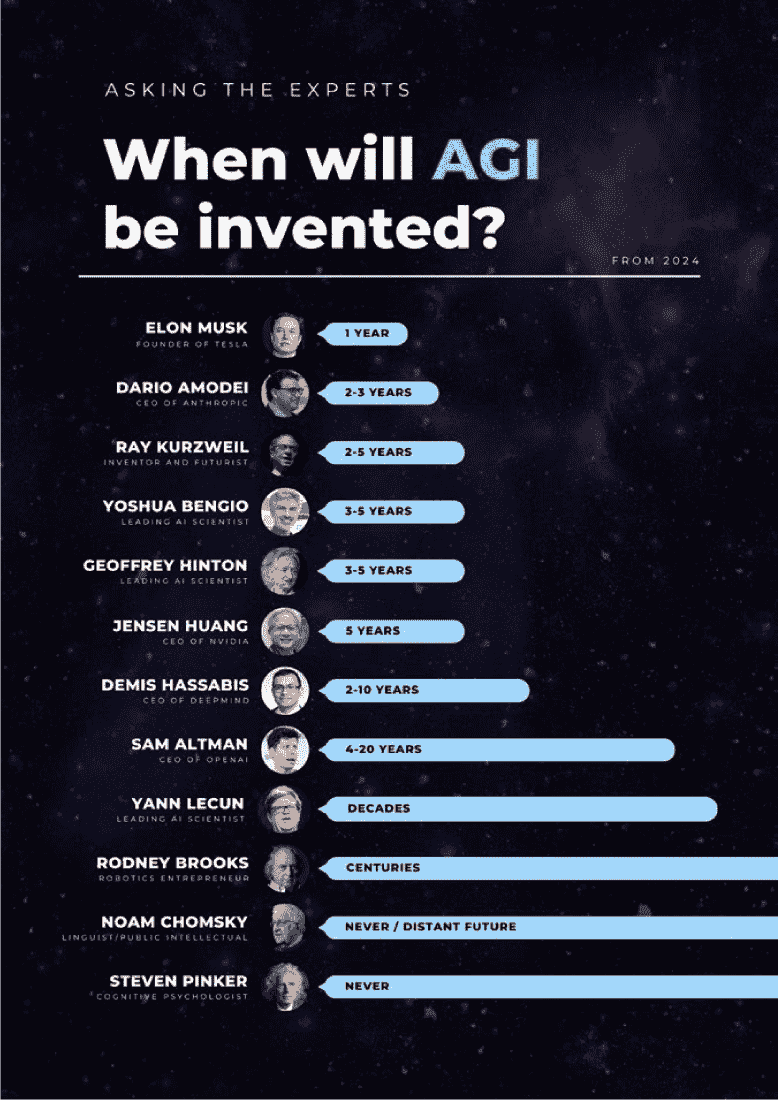 ASKING THE EXPERTS
When will AGI
be invented?
FROM 2024
ELON MUSK
FOUNDER OF TESLA
1 YEAR
DARIO AMODEI
CEO OF ANTHROPIC
2-3 YEARS
RAY KURZWEIL
INVENTOR AND FUTURIST
2-5 YEARS
YOSHUA BENGIO
LEADING AI SCIENTIST
3-5 YEARS
GEOFFREY HINTON
LEADING AI SCIENTIST
3-5 YEARS
JENSEN HUANG
CEO OF NVIDIA
5 YEARS
DEMIS HASSABIS
CEO OF DEEPMIND
2-10 YEARS
SAM ALTMAN
CEO OF OPENAI
4-20 YEARS
YANN LECUN
LEADING AI SCIENTIST
DECADES
RODNEY BROOKS
ROBOTICS ENTREPRENEUR
CENTURIES
NOAM CHOMSKY
LINGUIST/PUBLIC INTELLECTUAL
NEVER / DISTANT FUTURE
STEVEN PINKER
COGNITIVE PSYCHOLOGIST
NEVER